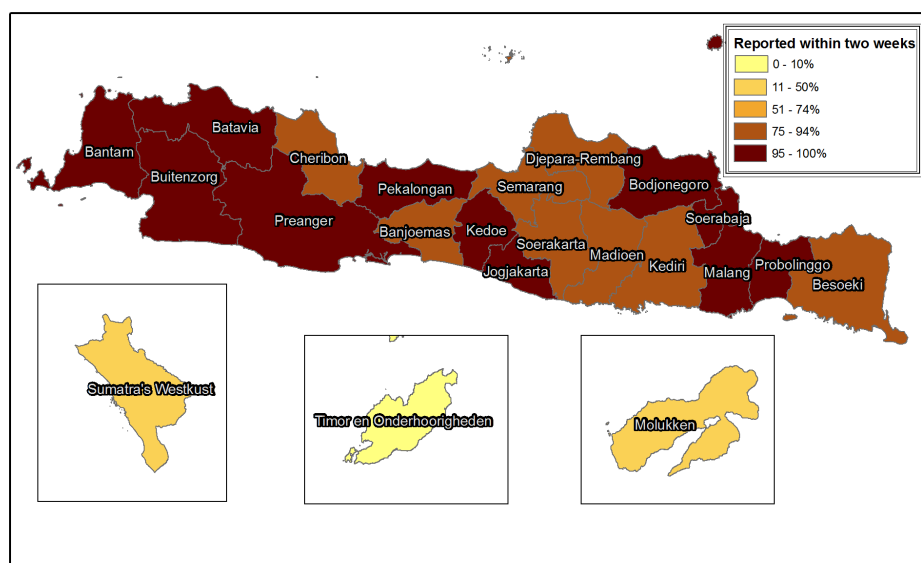 Reported within two weeks
0 - 10%
11 - 50%
51 - 74%
75 - 94%
95 - 100%
Batavia
Bantam
Cheribon
Djepara-Rembang
Buitenzorg
Pekalongan
Semarang
Bodjonegoro
Preanger
Banjoemas
Kedoe
Soerabaja
Soerakarta
Madioen
Jogjakarta
Kediri
Malang
Probolinggo
Besoeki
Sumatra's Westkust
Timor en Onderhoorigheden
Molukken